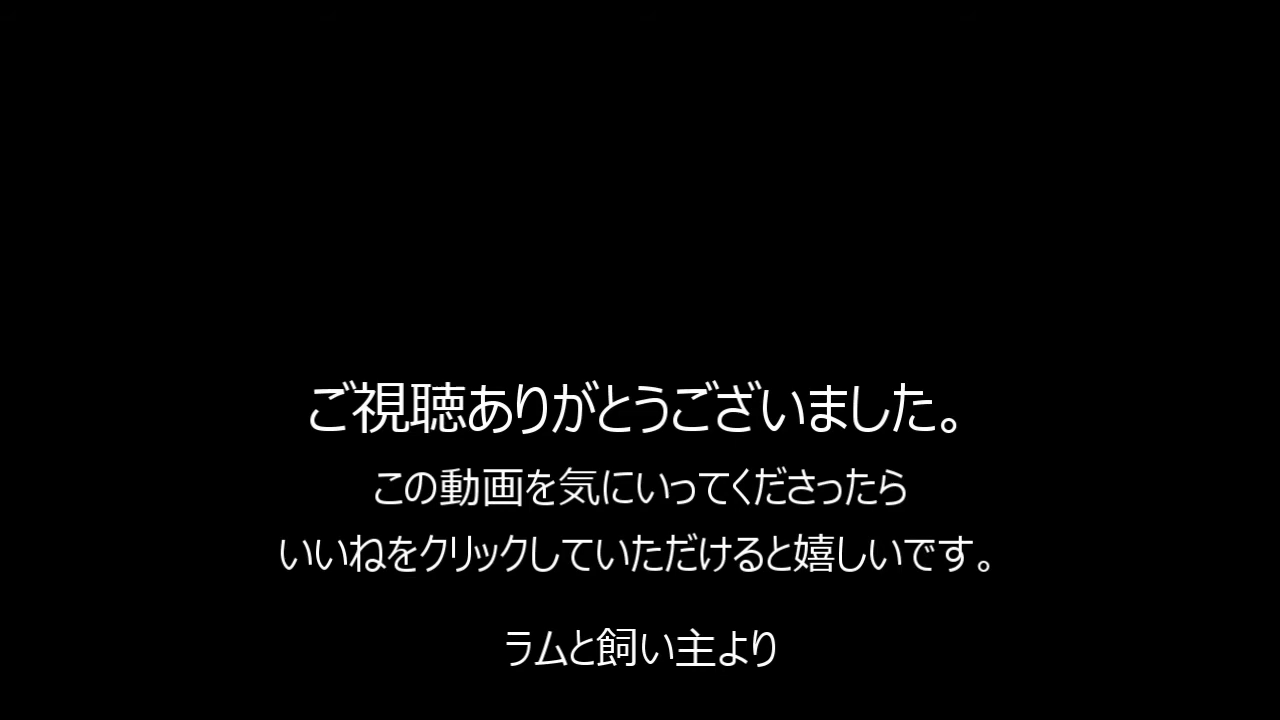 ご視聴ありがとうございました。
この動画を気にいってくださったら
いいねをクリックしていただけると嬉しいです。
ラムと飼い主より